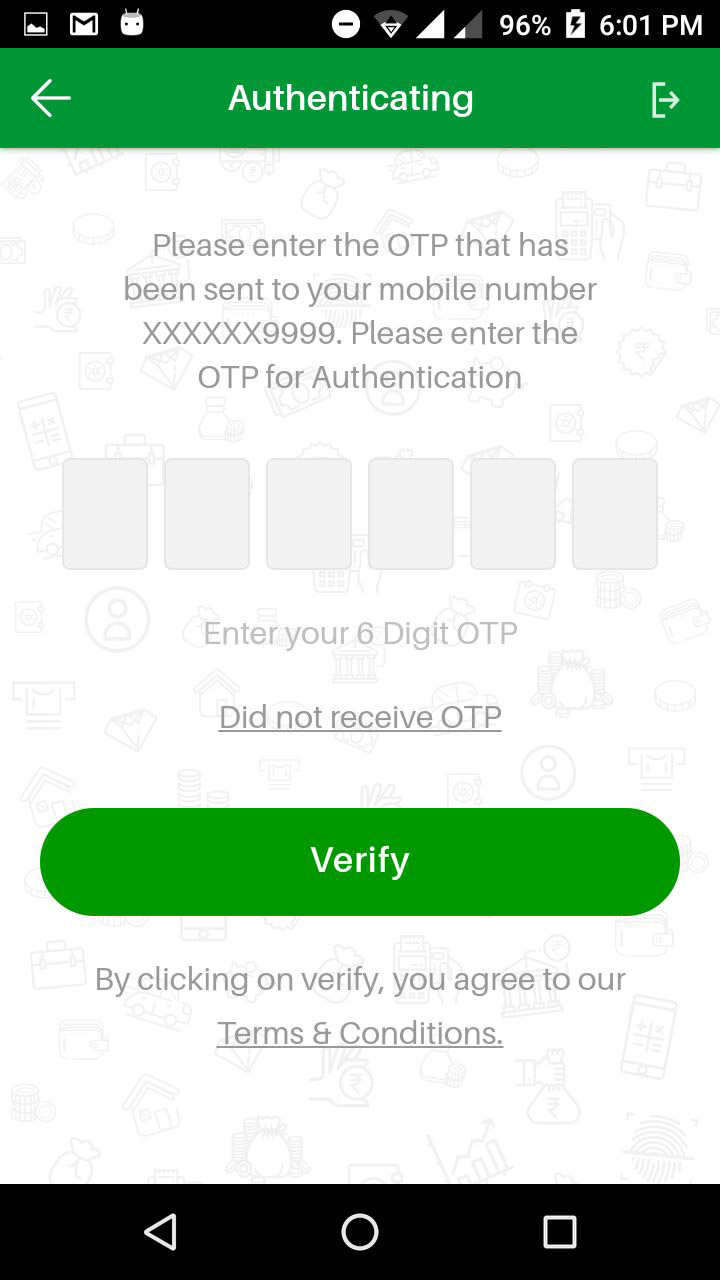 96% 6:01 PM
Authenticating
Please enter the OTP that has
been sent to your mobile number
XXXXXX9999. Please enter the
OTP for Authentication
Enter your 6 Digit OTP
Did not receive OTP
Verify
By clicking on verify, you agree to our
Terms & Conditions.